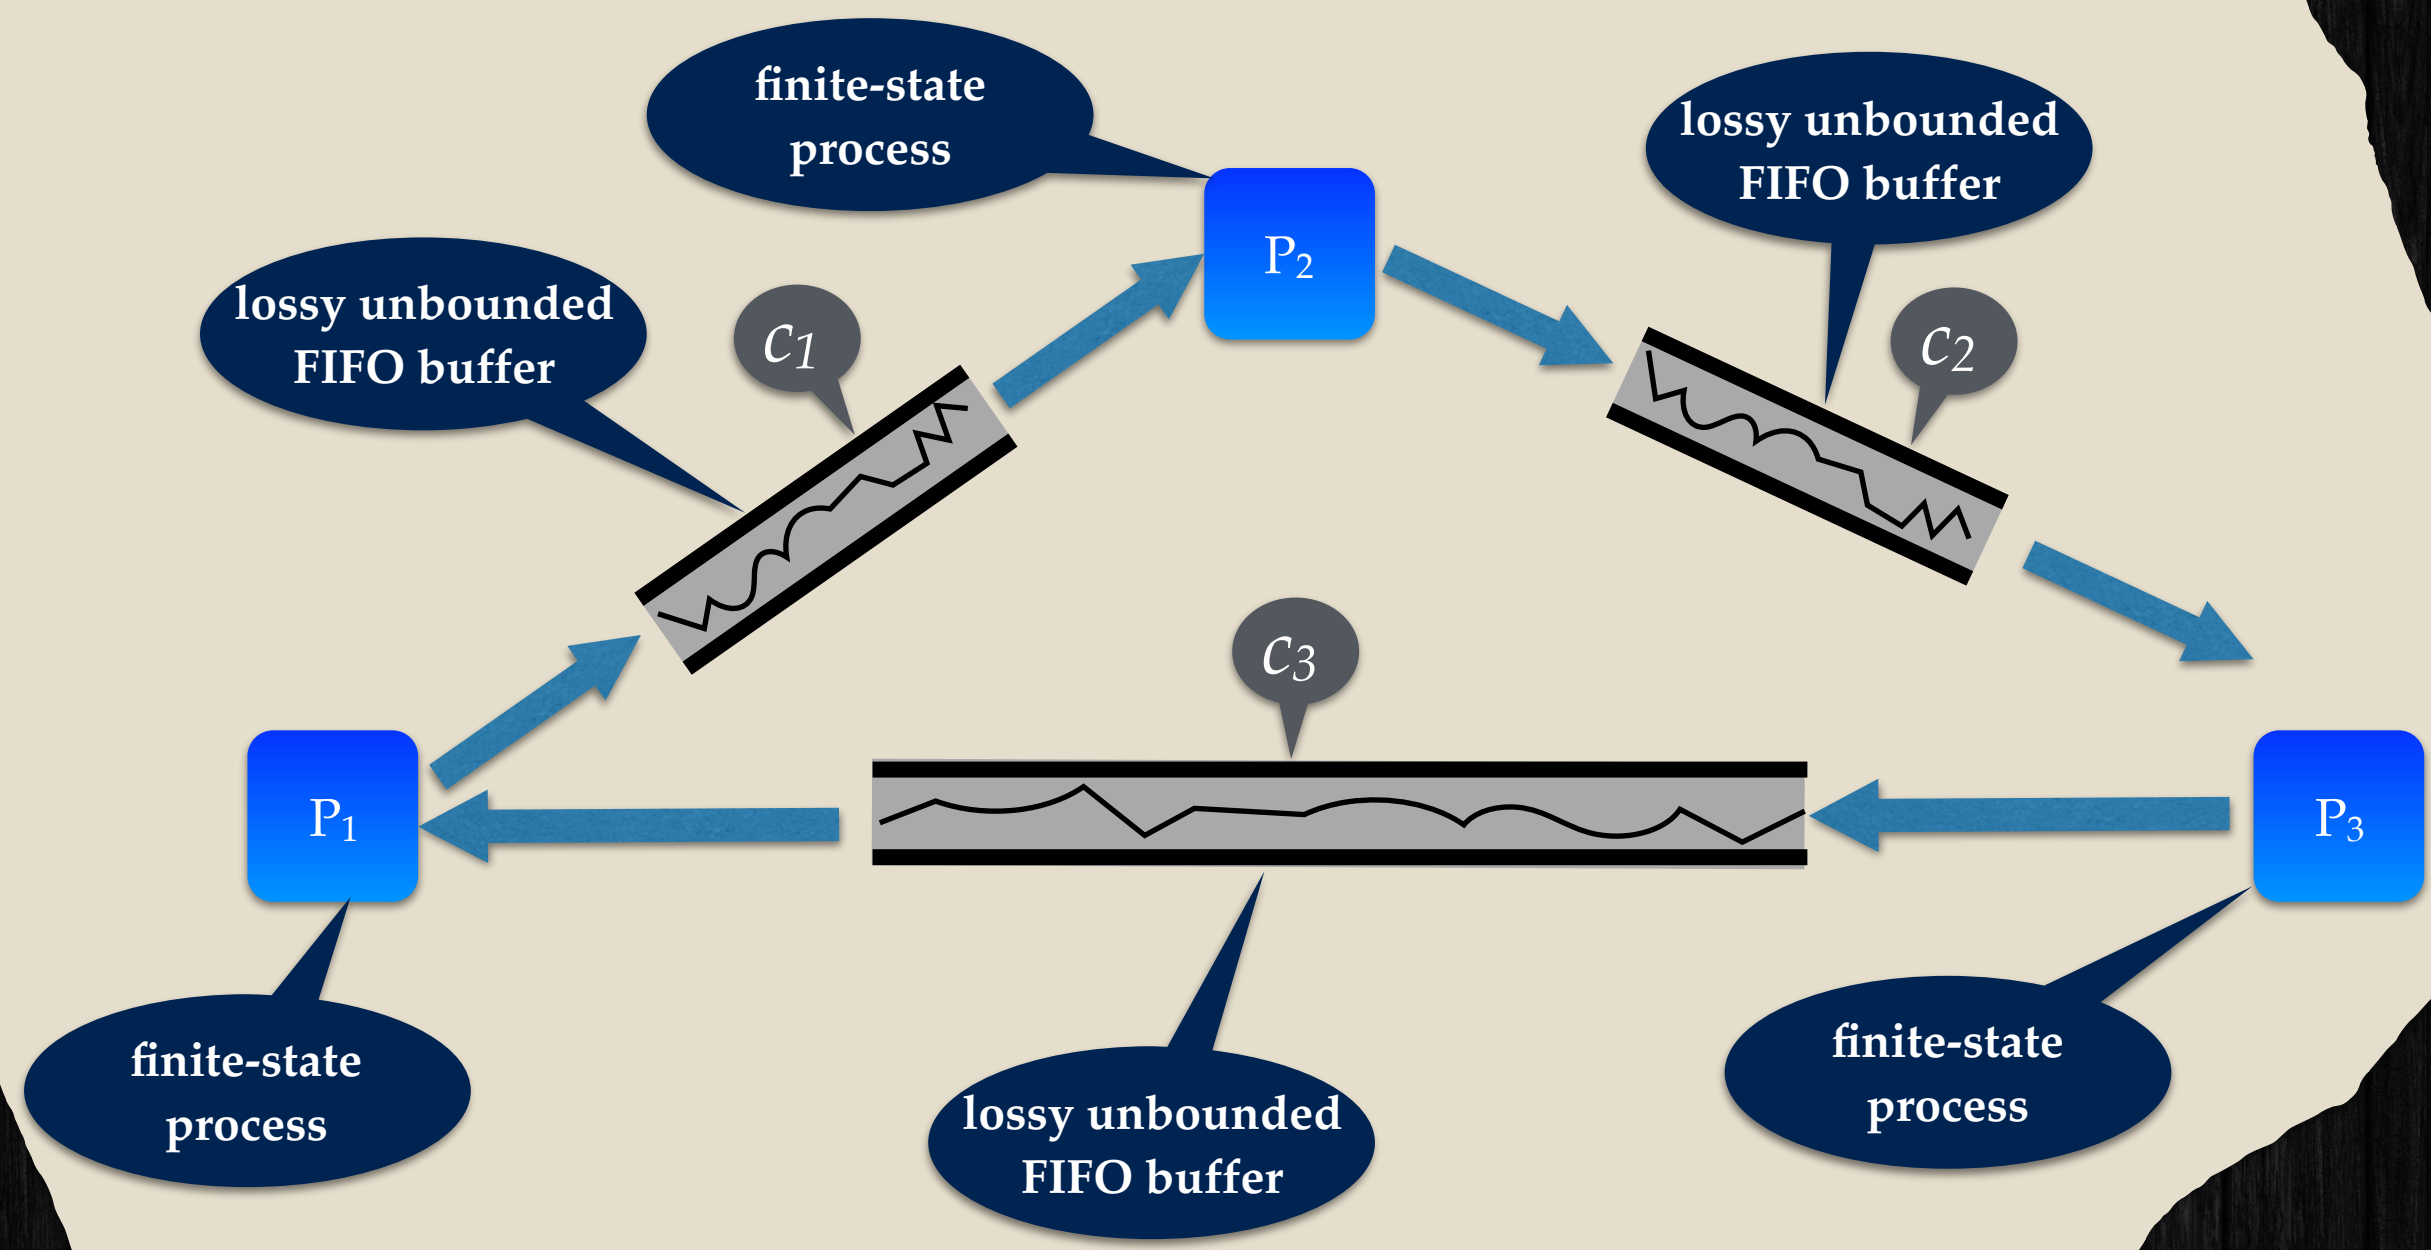 finite-state
process
lossy unbounded
FIFO buffer
P₂
lossy unbounded
FIFO buffer
c₁
c₂
c₃
P₁
P₃
finite-state
process
lossy unbounded
FIFO buffer
finite-state
process